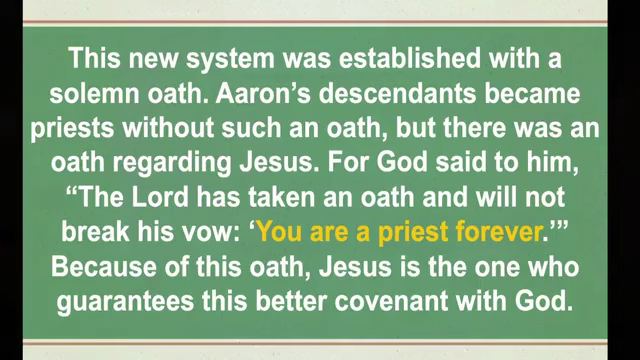 This new system was established with a
solemn oath. Aaron’s descendants became
priests without such an oath, but there was an
oath regarding Jesus. For God said to him,
“The Lord has taken an oath and will not
break his vow: ‘You are a priest forever.’”
Because of this oath, Jesus is the one who
guarantees this better covenant with God.